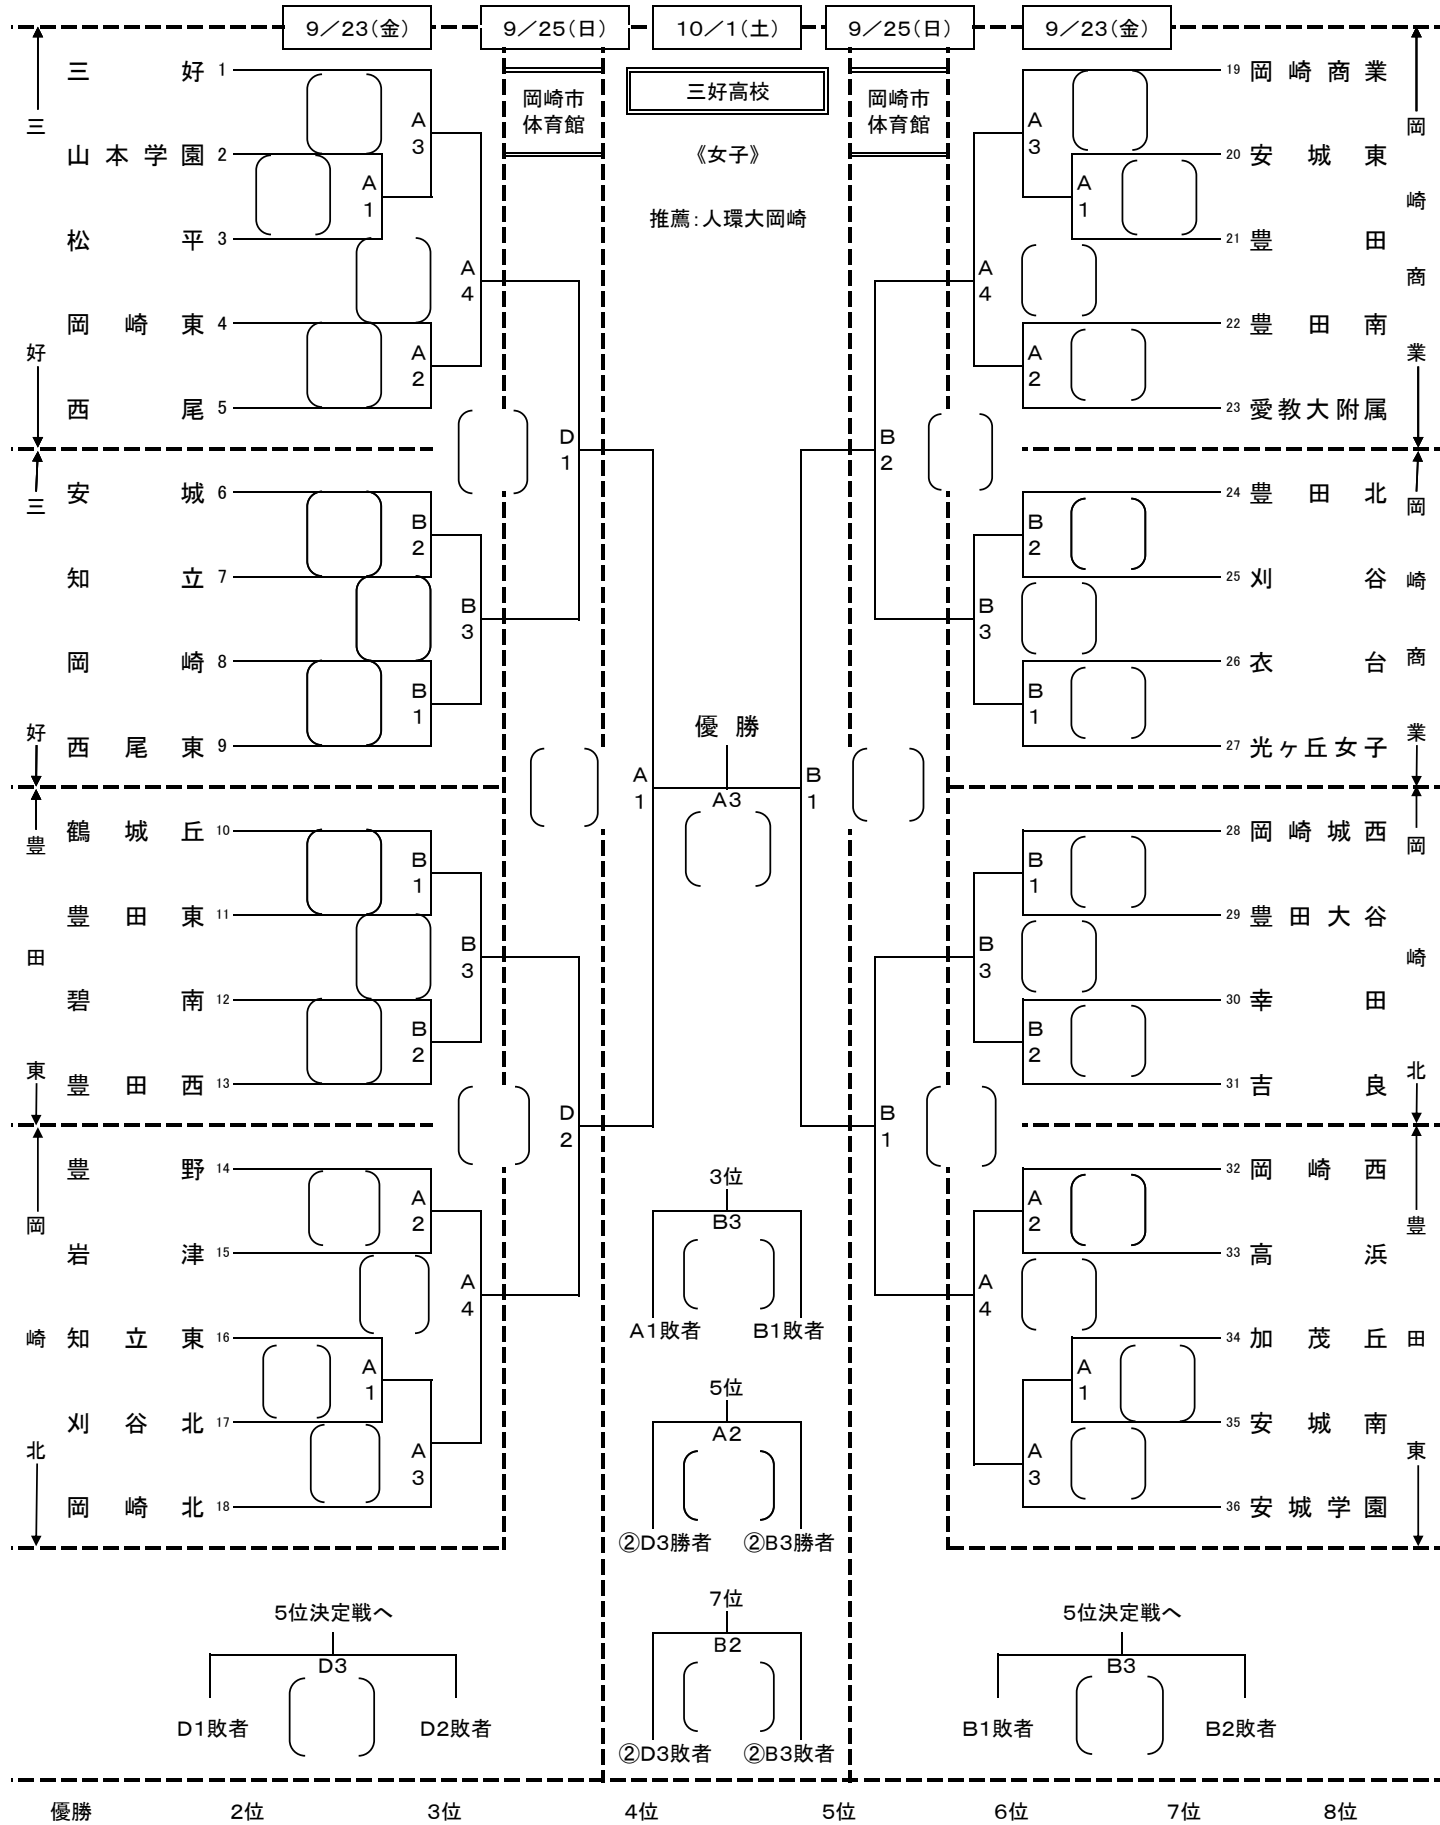 9／23(金) 9／25(日) 10／1(土) 9／25(日) 9／23(金)
岡崎市
体育館
三好高校
岡崎市
体育館
《女子》
推薦:人環大岡崎
三好
三好 1
山本学園 2
松平 3
岡崎東 4
西尾 5
A1
A3
A2
A4
三好
安城 6
知立 7
岡崎 8
西尾東 9
B2
B1
B3
D1
豊田東
鶴城丘 10
豊田東 11
碧南 12
豊田西 13
B1
B2
B3
岡崎北
豊野 14
岩津 15
知立東 16
刈谷北 17
岡崎北 18
A2
A1
A3
A4
D2
A1
優勝
A3
B1
岡崎商業
19 岡崎商業
20 安城東
21 豊田
22 豊田南
23 愛教大附属
A3
A1
A2
A4
岡崎商業
24 豊田北
25 刈谷
26 衣台
27 光ヶ丘女子
B2
B1
B3
B2
岡崎北
28 岡崎城西
29 豊田大谷
30 幸田
31 吉良
B1
B2
B3
豊田東
32 岡崎西
33 高浜
34 加茂丘
35 安城南
36 安城学園
A2
A1
A3
A4
B1
3位
B3
A1敗者 B1敗者
5位
A2
②D3勝者 ②B3勝者
7位
B2
②D3敗者 ②B3敗者
5位決定戦へ
D3
D1敗者 D2敗者
5位決定戦へ
B3
B1敗者 B2敗者
優勝 2位 3位 4位 5位 6位 7位 8位